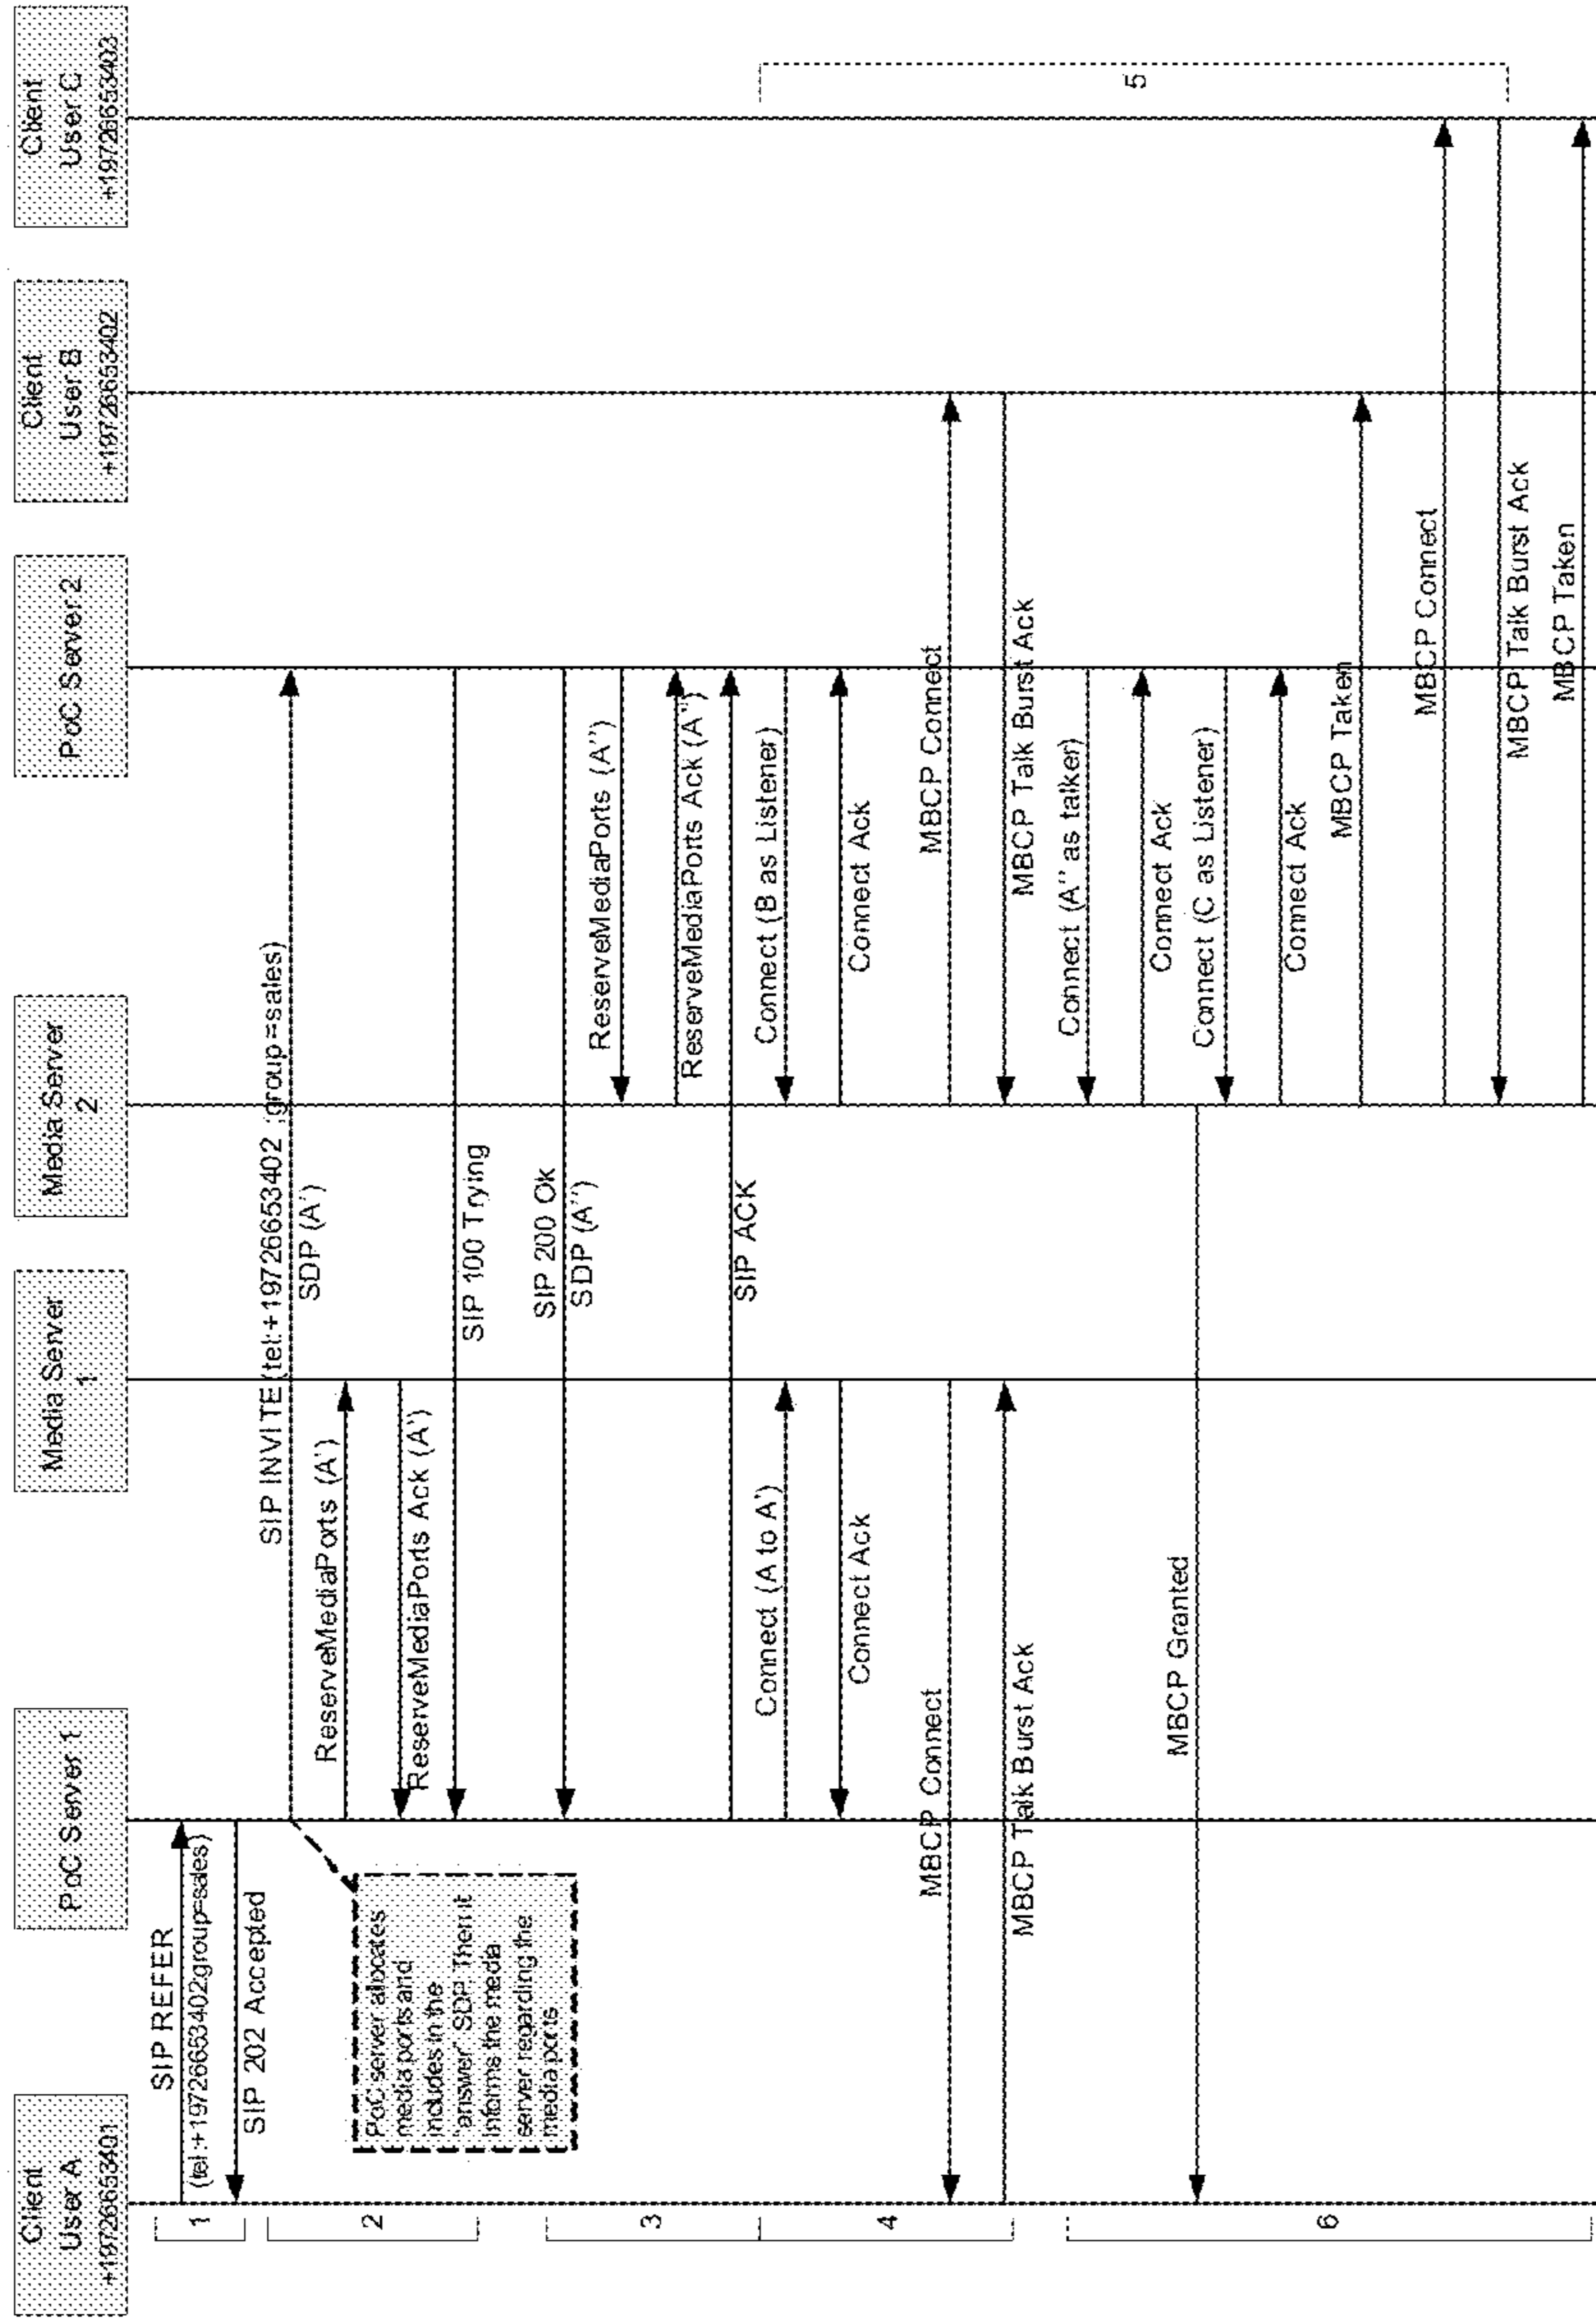 Client
User A
+19726653401
PoC Server 1
Media Server
1
Media Server
2
PoC Server 2
Client
User B
+19726653402
Client
User C
+19726653403
1
SIP REFER
(tel:+19726653402;group=sales)
SIP 202 Accepted
2
SIP INVITE(tel:+19726653402 ;group=sales)
SDP (A')
PoC server allocates
media ports and
includes in the
"answer" SDP. Then it
informs the media
server regarding the
media ports
ReserveMediaPorts (A')
ReserveMediaPorts Ack (A')
SIP 100 Trying
3
SIP 200 Ok
SDP (A'')
ReserveMediaPorts (A'')
ReserveMediaPorts Ack (A'')
SIP ACK
4
Connect (A to A')
Connect (B as Listener)
Connect Ack
Connect Ack
MBCP Connect
MBCP Connect
MBCP Talk Burst Ack
MBCP Talk Burst Ack
5
6
Connect (A'' as talker)
Connect Ack
MBCP Granted
Connect (C as Listener)
Connect Ack
MBCP Taken
MBCP Connect
MBCP Talk Burst Ack
MBCP Taken